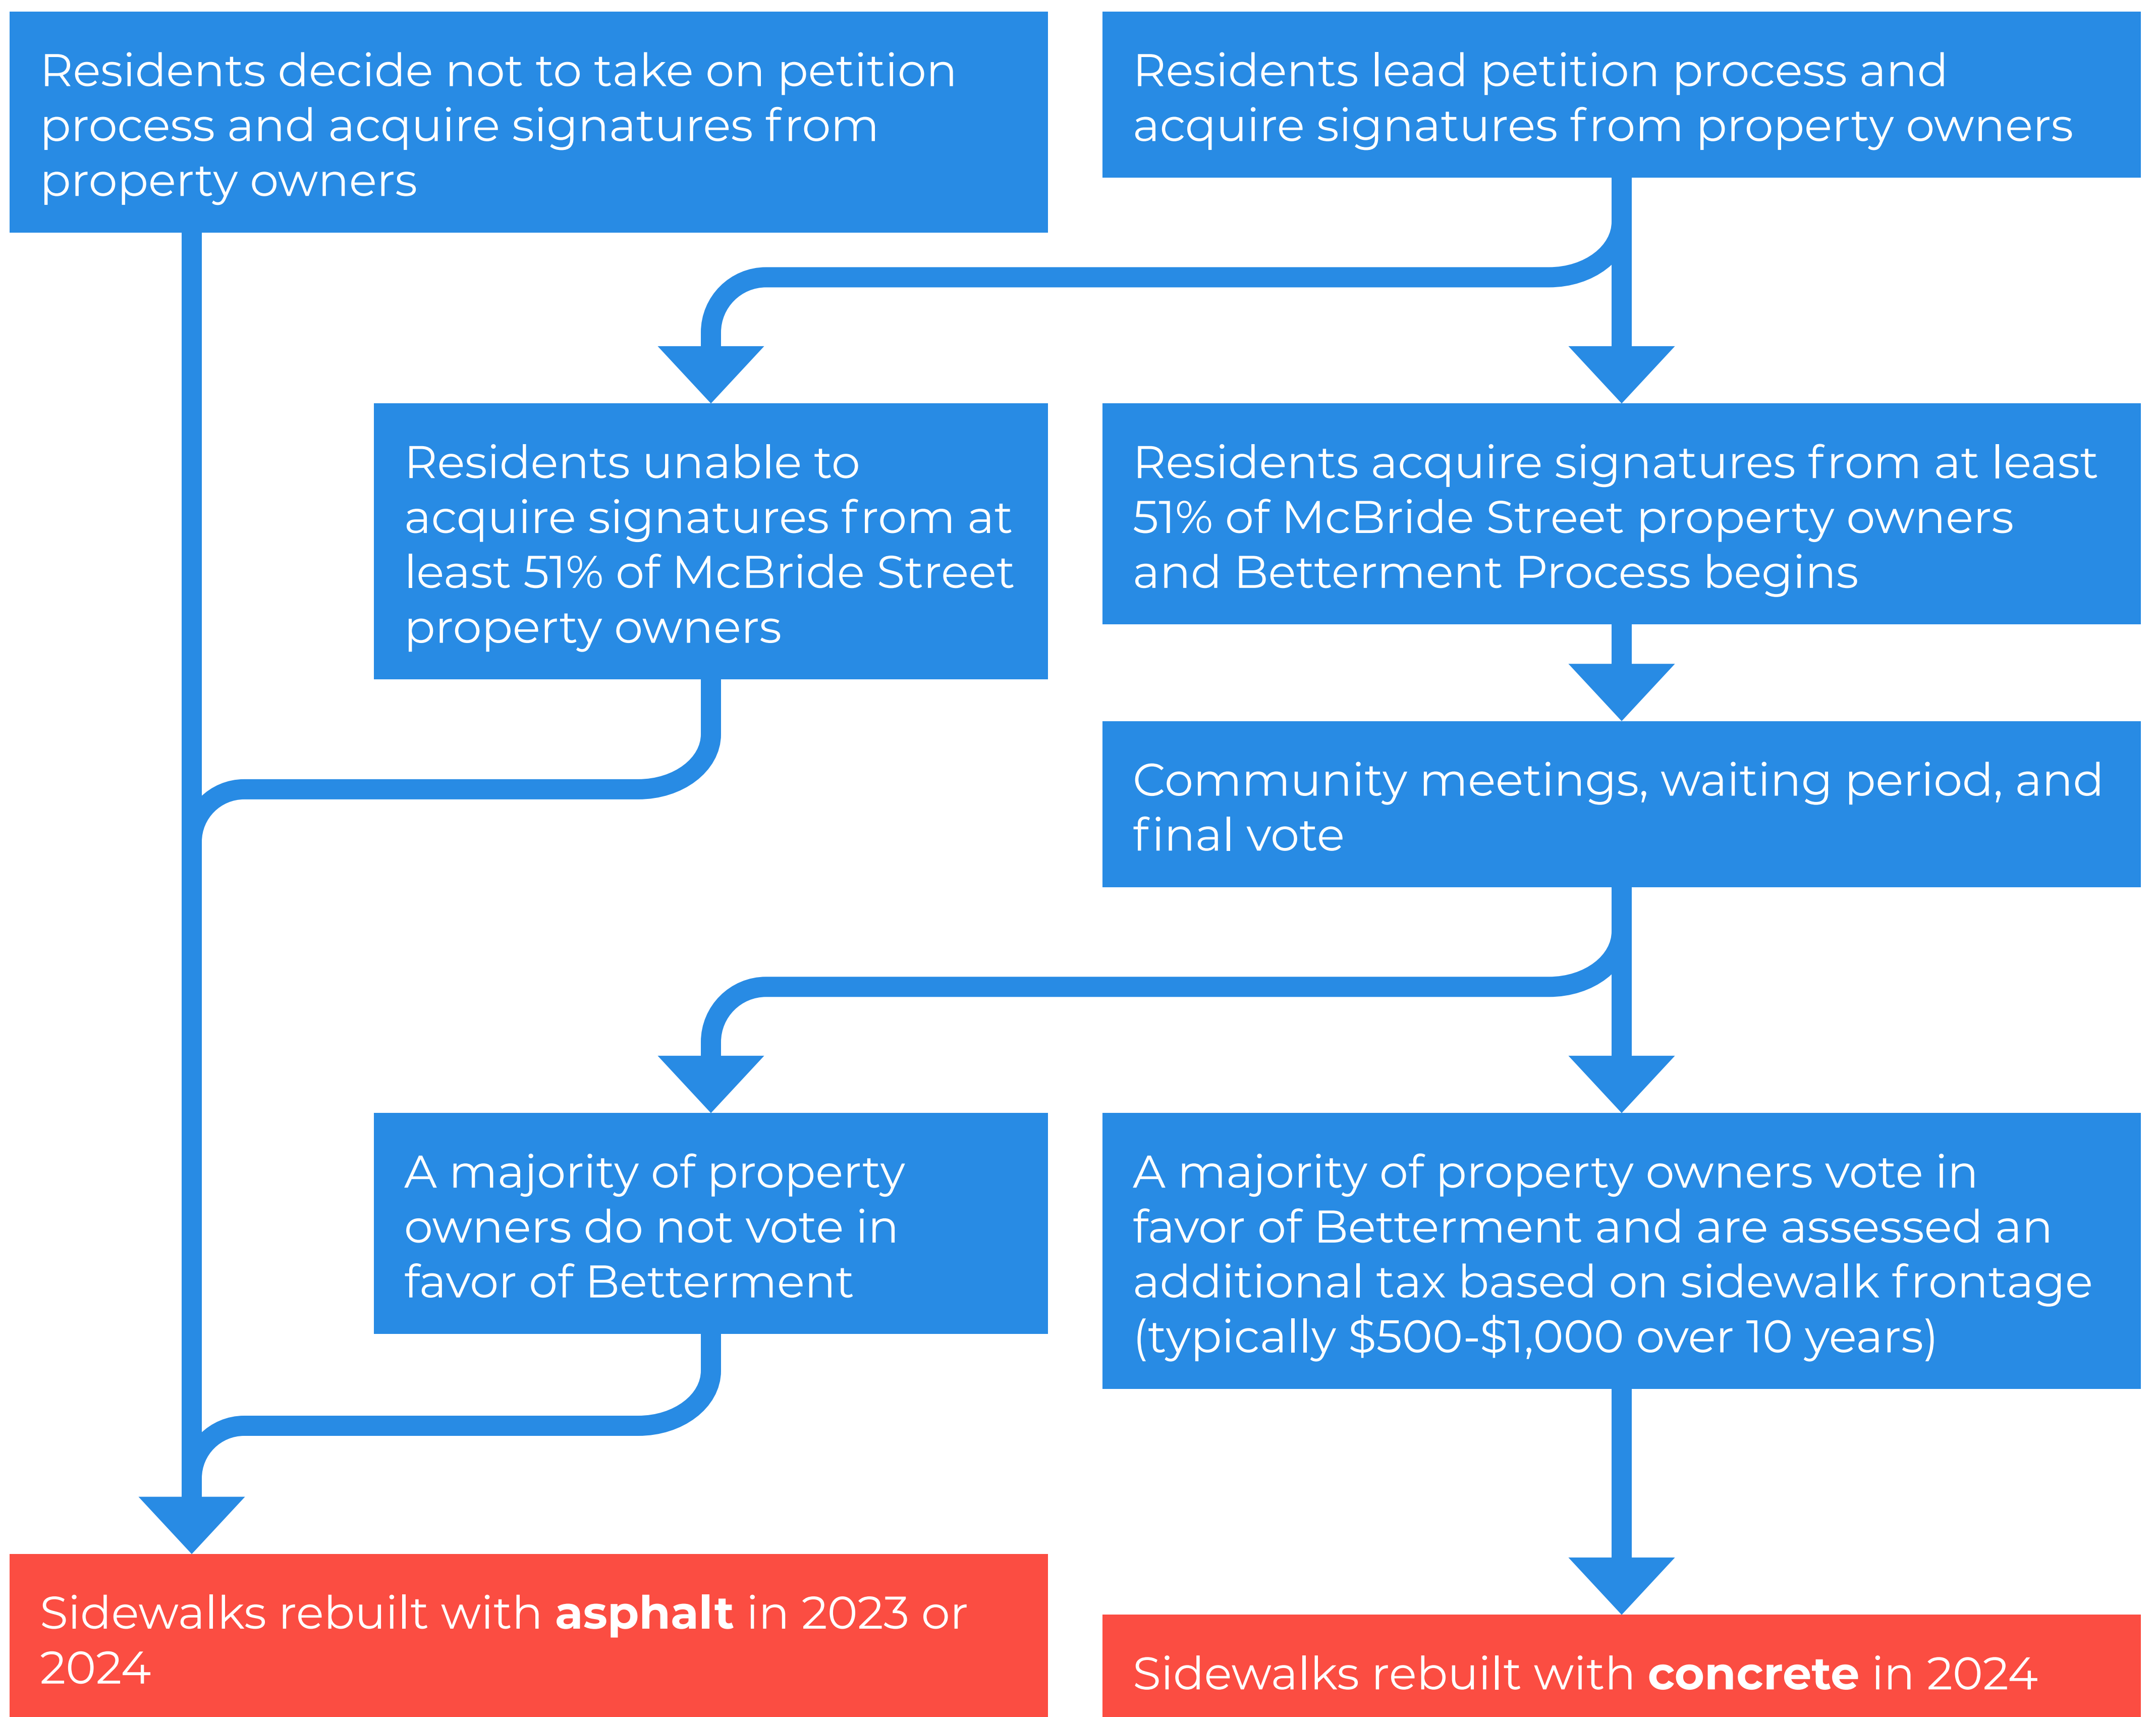 Residents decide not to take on petition
process and acquire signatures from
property owners
Residents lead petition process and
acquire signatures from property owners
Residents unable to
acquire signatures from at
least 51% of McBride Street
property owners
Residents acquire signatures from at least
51% of McBride Street property owners
and Betterment Process begins
Community meetings, waiting period, and
final vote
A majority of property
owners do not vote in
favor of Betterment
A majority of property owners vote in
favor of Betterment and are assessed an
additional tax based on sidewalk frontage
(typically $500-$1,000 over 10 years)
Sidewalks rebuilt with asphalt in 2023 or
2024
Sidewalks rebuilt with concrete in 2024